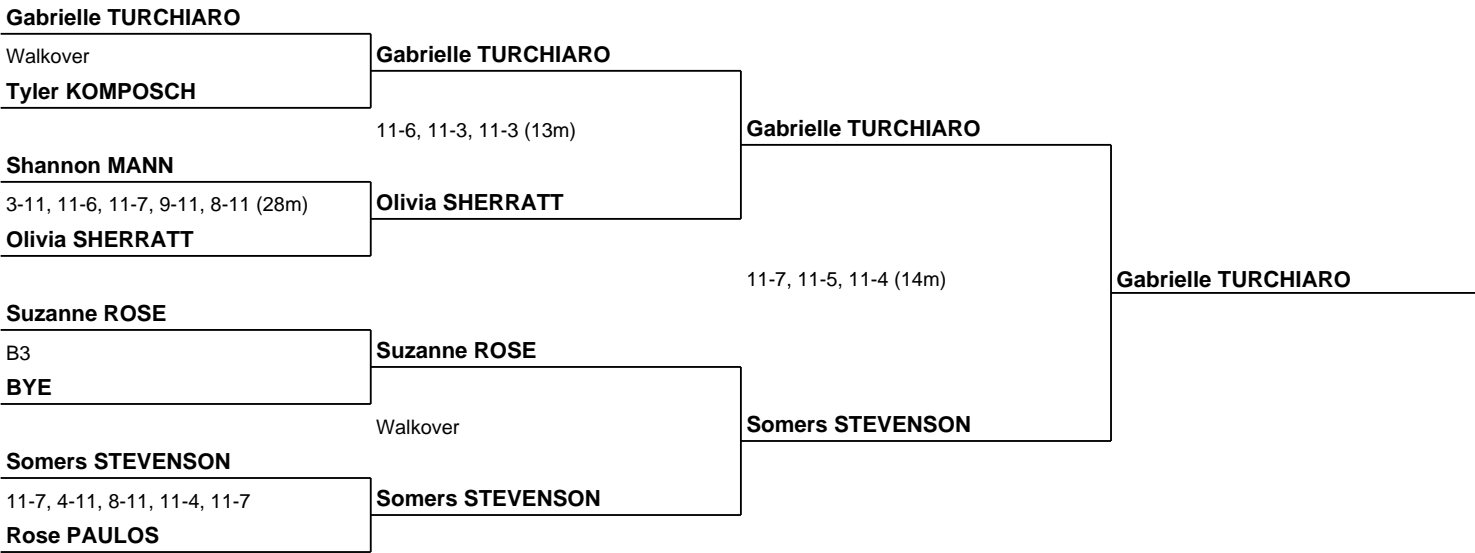 Gabrielle TURCHIARO
Walkover
Gabrielle TURCHIARO
Tyler KOMPOSCH
11-6, 11-3, 11-3 (13m)
Gabrielle TURCHIARO
Shannon MANN
3-11, 11-6, 11-7, 9-11, 8-11 (28m)
Olivia SHERRATT
Olivia SHERRATT
11-7, 11-5, 11-4 (14m)
Gabrielle TURCHIARO
Suzanne ROSE
B3
Suzanne ROSE
BYE
Walkover
Somers STEVENSON
Somers STEVENSON
11-7, 4-11, 8-11, 11-4, 11-7
Somers STEVENSON
Rose PAULOS